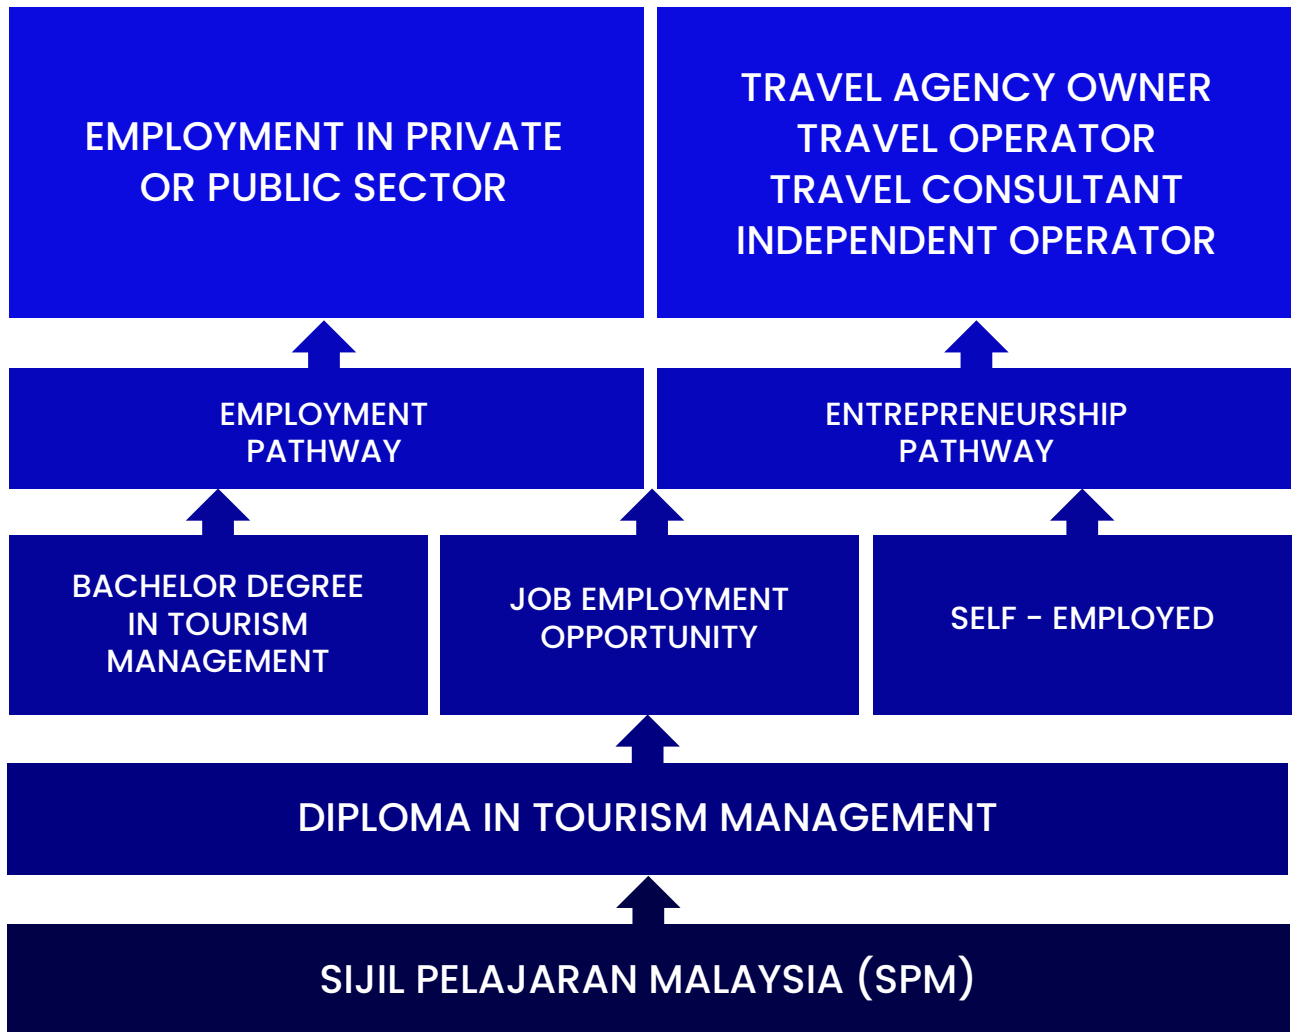 EMPLOYMENT IN PRIVATE
OR PUBLIC SECTOR
TRAVEL AGENCY OWNER
TRAVEL OPERATOR
TRAVEL CONSULTANT
INDEPENDENT OPERATOR
EMPLOYMENT
PATHWAY
ENTREPRENEURSHIP
PATHWAY
BACHELOR DEGREE
IN TOURISM
MANAGEMENT
JOB EMPLOYMENT
OPPORTUNITY
SELF - EMPLOYED
DIPLOMA IN TOURISM MANAGEMENT
SIJIL PELAJARAN MALAYSIA (SPM)